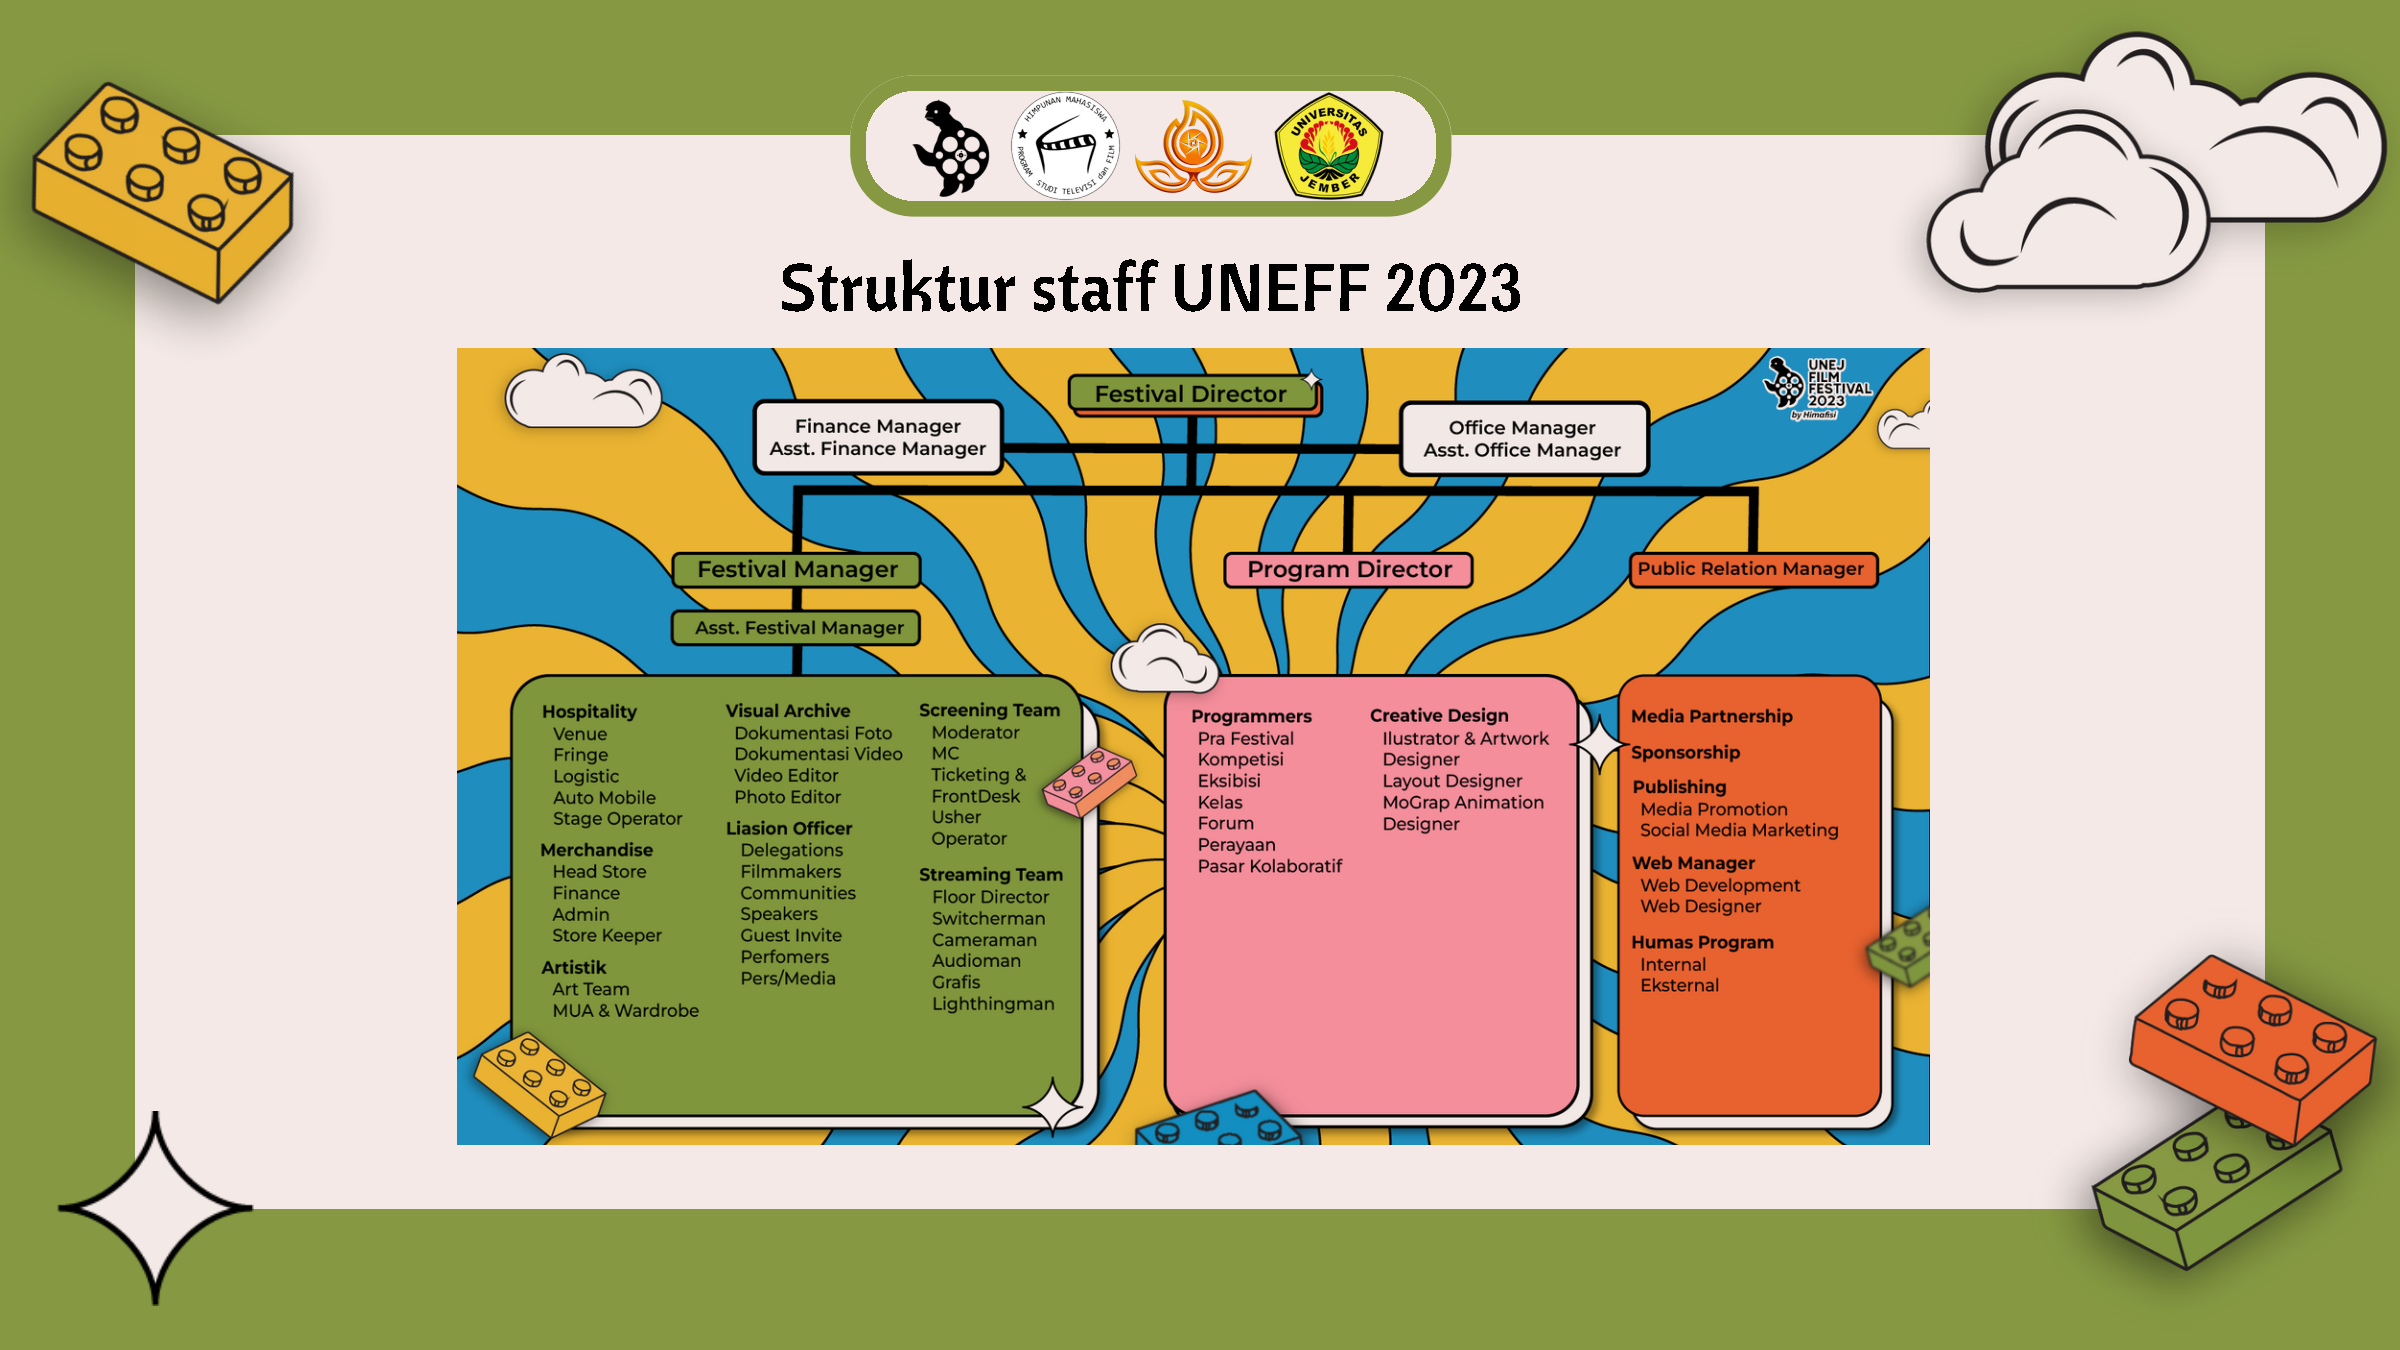 HIMPUNAN MAHASISWA
PROGRAM STUDI TELEVISI dan FILM
UNIVERSITAS
JEMBER
Struktur staff UNEFF 2023
UNEJ
FILM
FESTIVAL
2023
by Himafisi
Festival Director
Finance Manager
Asst. Finance Manager
Office Manager
Asst. Office Manager
Festival Manager
Asst. Festival Manager
Program Director
Public Relation Manager
Hospitality
Venue
Fringe
Logistic
Auto Mobile
Stage Operator
Merchandise
Head Store
Finance
Admin
Store Keeper
Artistik
Art Team
MUA & Wardrobe
Visual Archive
Dokumentasi Foto
Dokumentasi Video
Video Editor
Photo Editor
Liasion Officer
Delegations
Filmmakers
Communities
Speakers
Guest Invite
Perfomers
Pers/Media
Screening Team
Moderator
MC
Ticketing &
FrontDesk
Usher
Operator
Streaming Team
Floor Director
Switcherman
Cameraman
Audioman
Grafis
Lighthingman
Programmers
Pra Festival
Kompetisi
Eksibisi
Kelas
Forum
Perayaan
Pasar Kolaboratif
Creative Design
Ilustrator & Artwork
Designer
Layout Designer
MoGrap Animation
Designer
Media Partnership
Sponsorship
Publishing
Media Promotion
Social Media Marketing
Web Manager
Web Development
Web Designer
Humas Program
Internal
Eksternal